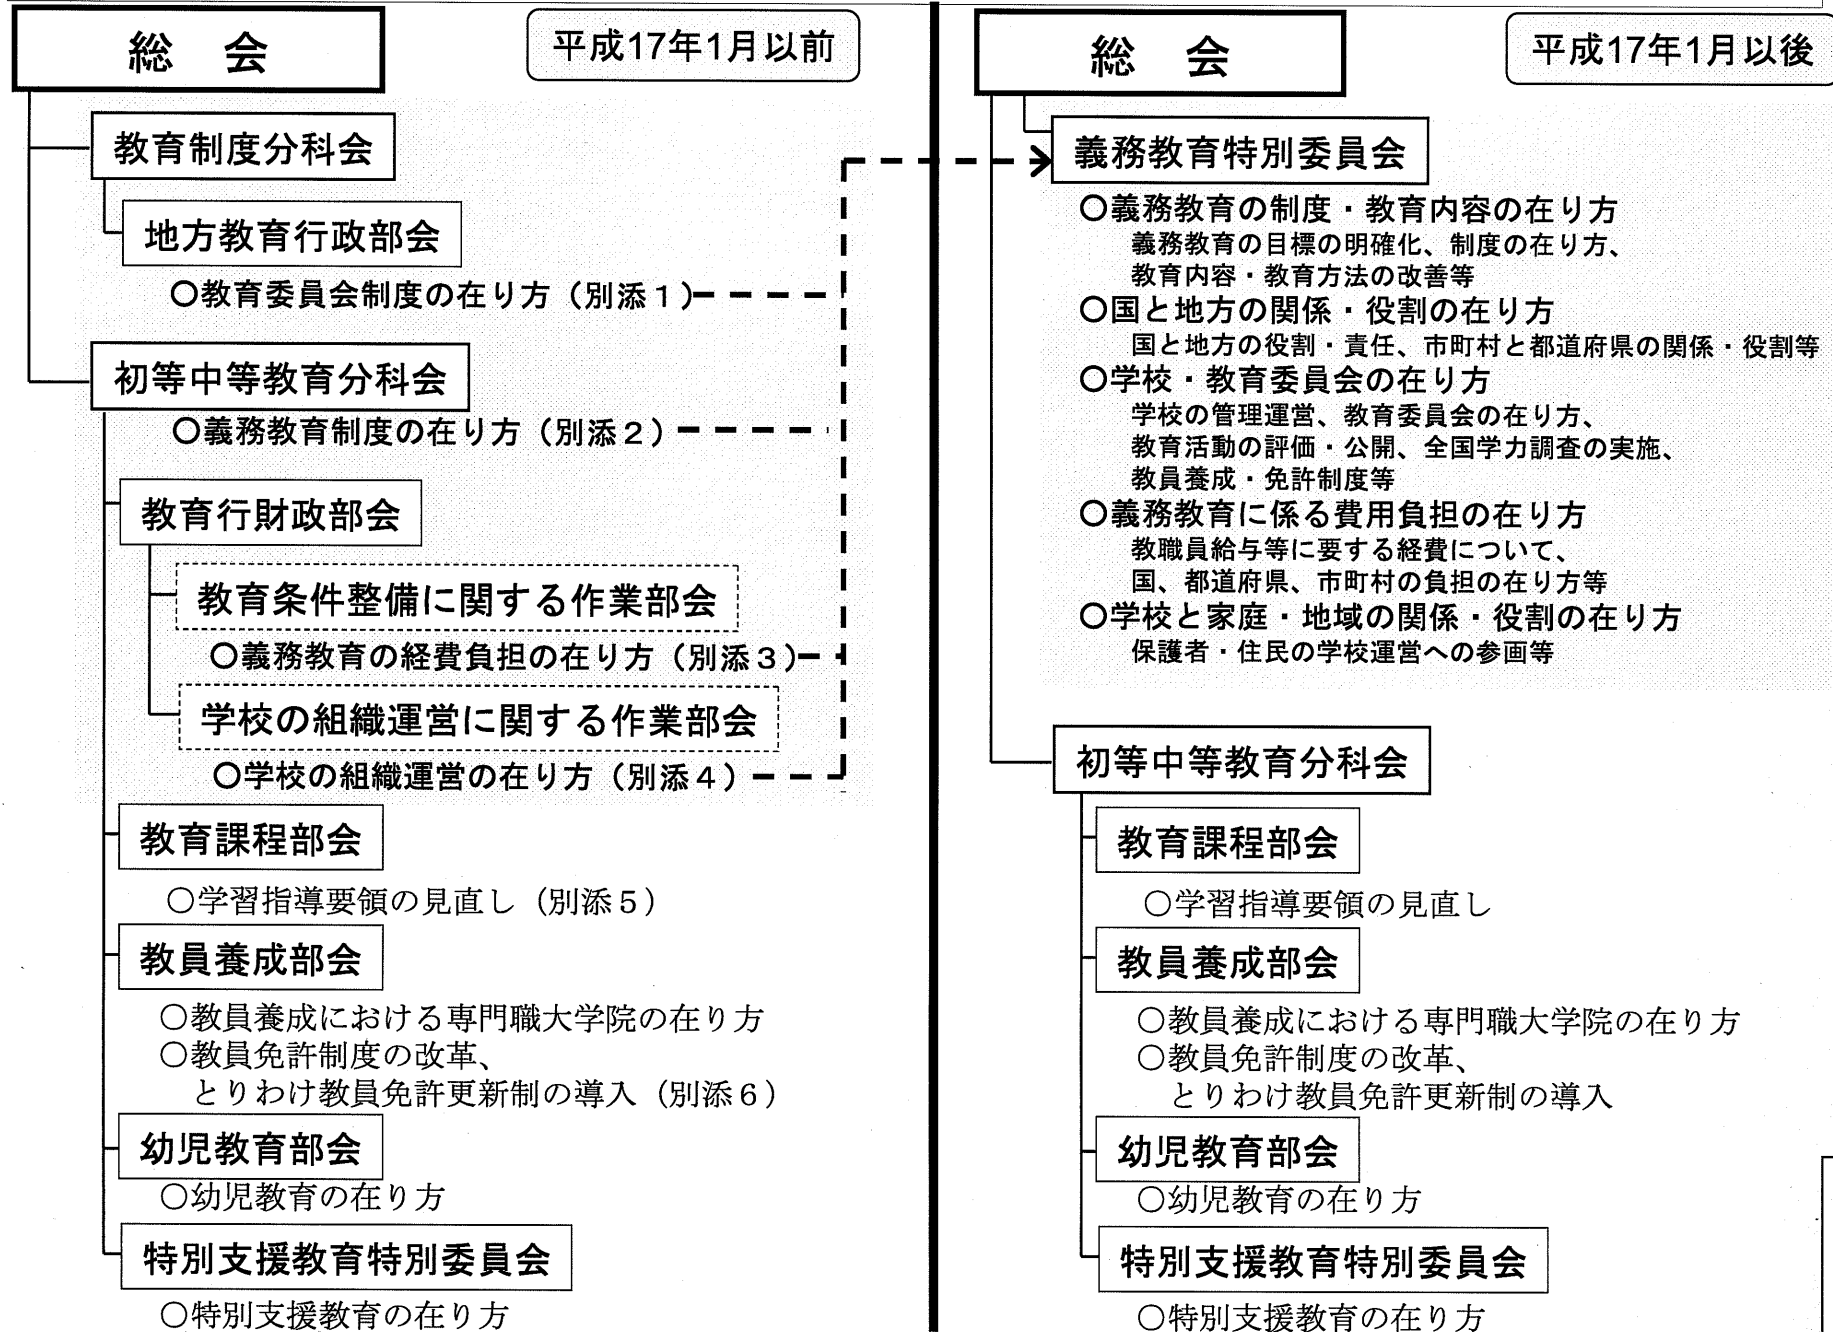 総　会
平成17年1月以前
教育制度分科会
地方教育行政部会
○教育委員会制度の在り方（別添１）
初等中等教育分科会
○義務教育制度の在り方（別添２）
教育行財政部会
教育条件整備に関する作業部会
○義務教育の経費負担の在り方（別添３）
学校の組織運営に関する作業部会
○学校の組織運営の在り方（別添４）
教育課程部会
○学習指導要領の見直し（別添５）
教員養成部会
○教員養成における専門職大学院の在り方
○教員免許制度の改革、
とりわけ教員免許更新制の導入（別添６）
幼児教育部会
○幼児教育の在り方
特別支援教育特別委員会
○特別支援教育の在り方
総　会
平成17年1月以後
義務教育特別委員会
○義務教育の制度・教育内容の在り方
義務教育の目標の明確化、制度の在り方、
教育内容・教育方法の改善等
○国と地方の関係・役割の在り方
国と地方の役割・責任、市町村と都道府県の関係・役割等
○学校・教育委員会の在り方
学校の管理運営、教育委員会の在り方、
教育活動の評価・公開、全国学力調査の実施、
教員養成・免許制度等
○義務教育に係る費用負担の在り方
教職員給与等に要する経費について、
国、都道府県、市町村の負担の在り方等
○学校と家庭・地域の関係・役割の在り方
保護者・住民の学校運営への参画等
初等中等教育分科会
教育課程部会
○学習指導要領の見直し
教員養成部会
○教員養成における専門職大学院の在り方
○教員免許制度の改革、
とりわけ教員免許更新制の導入
幼児教育部会
○幼児教育の在り方
特別支援教育特別委員会
○特別支援教育の在り方